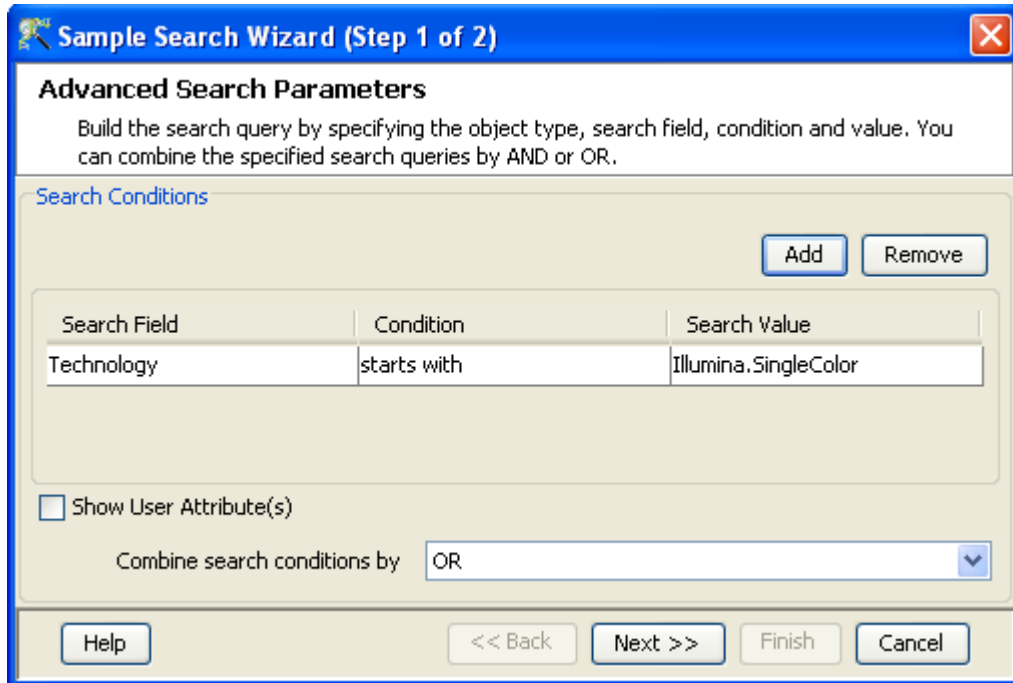 Sample Search Wizard (Step 1 of 2)
Advanced Search Parameters
Build the search query by specifying the object type, search field, condition and value. You
can combine the specified search queries by AND or OR.
Search Conditions
Add Remove
Search Field Condition Search Value
Technology starts with Illumina.SingleColor
Show User Attribute(s)
Combine search conditions by OR
Help << Back Next >> Finish Cancel